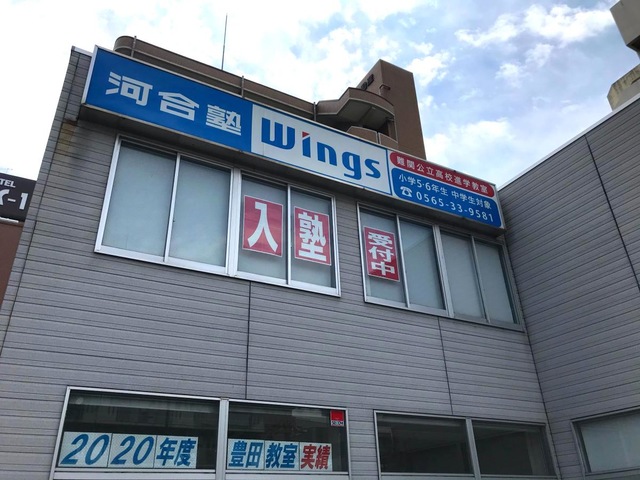 河合塾 Wings
難関公立高校進学教室
小学5・6年生 中学生対象
☎0565-33-9581
入塾受付中
2020年度 豊田教室実績